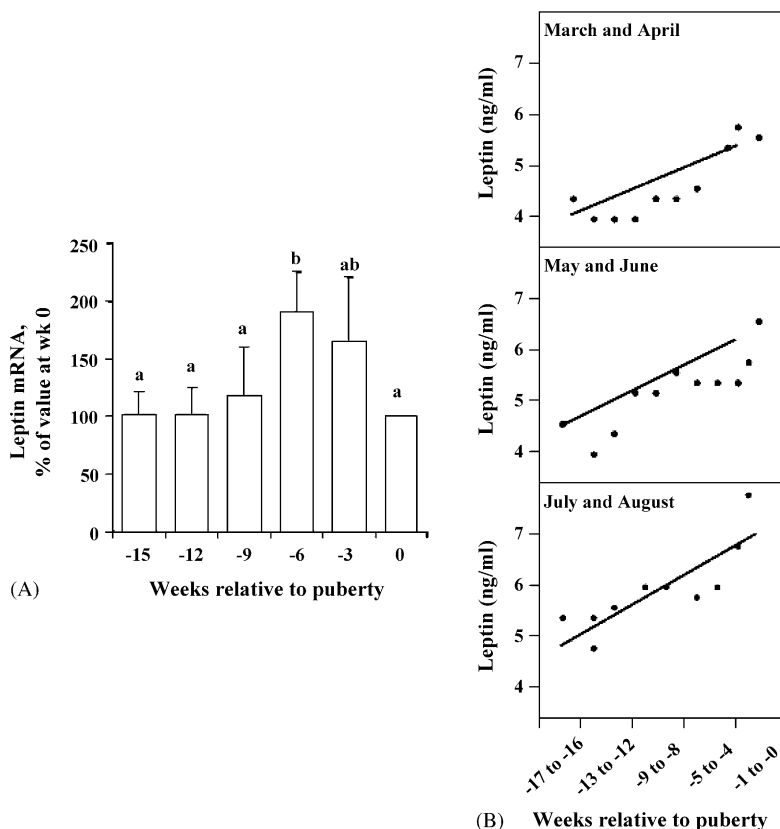 250
200
150
100
50
0
Leptin mRNA,
% of value at wk 0
a
a
a
b
ab
a
-15 -12 -9 -6 -3 0
(A) Weeks relative to puberty
March and April
7
6
5
4
Leptin (ng/ml)
May and June
7
6
5
4
Leptin (ng/ml)
July and August
7
6
5
4
Leptin (ng/ml)
-17 to -16
-13 to -12
-9 to -8
-5 to -4
-1 to -0
(B) Weeks relative to puberty